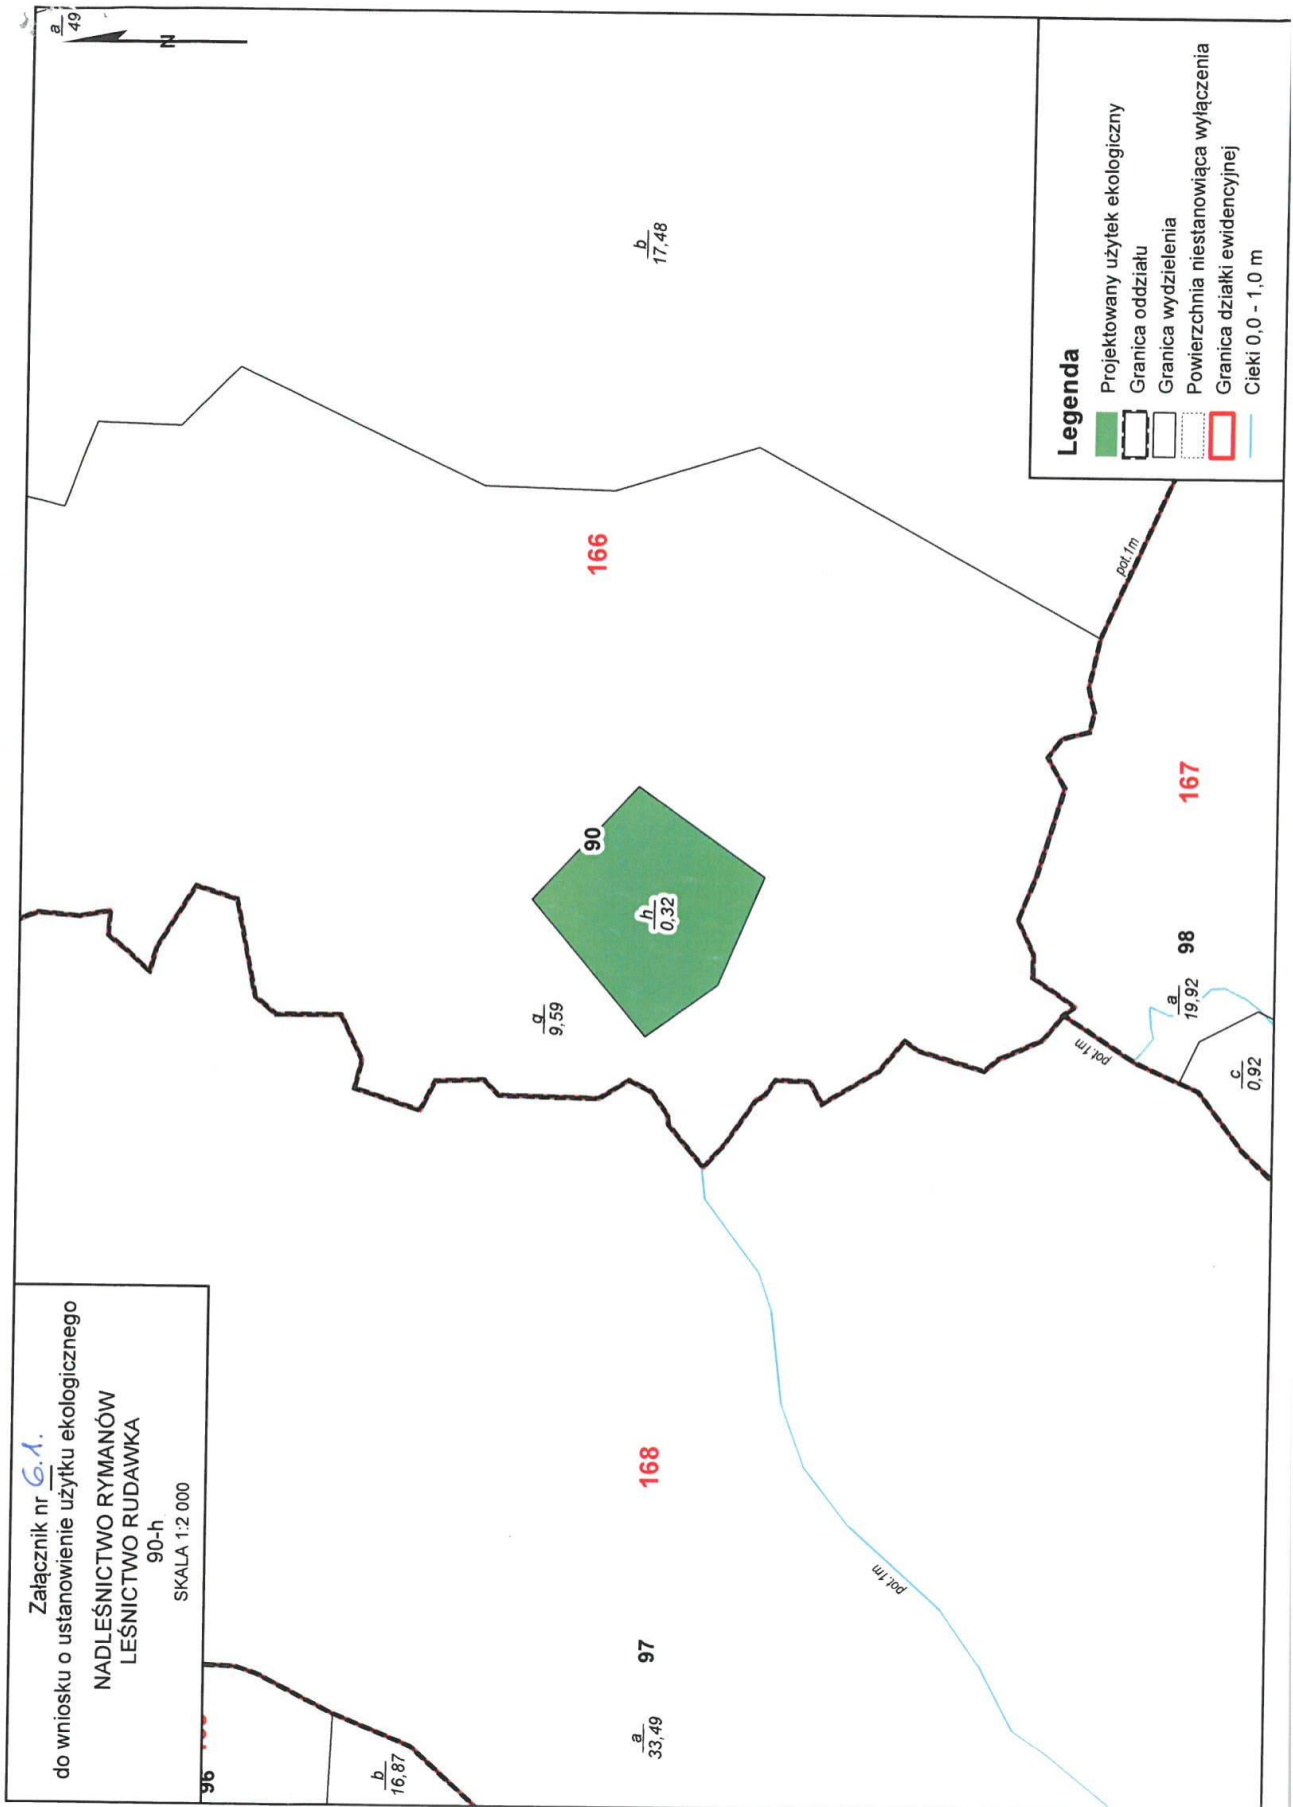 Załącznik nr 6.1.
do wniosku o ustanowienie użytku ekologicznego
NADLEŚNICTWO RYMANÓW
LEŚNICTWO RUDAWKA
90-h
SKALA 1:2 000
a
49
N
b
17,48
166
90
h
0,32
g
9,59
168
97
a
33,49
96
b
16,87
pot.1m
pot.1m
pot.1m
167
98
a
19,92
c
0,92
Legenda
Projektowany użytek ekologiczny
Granica oddziału
Granica wydzielenia
Powierzchnia niestanowiąca wyłączenia
Granica działki ewidencyjnej
Cieki 0,0 - 1,0 m